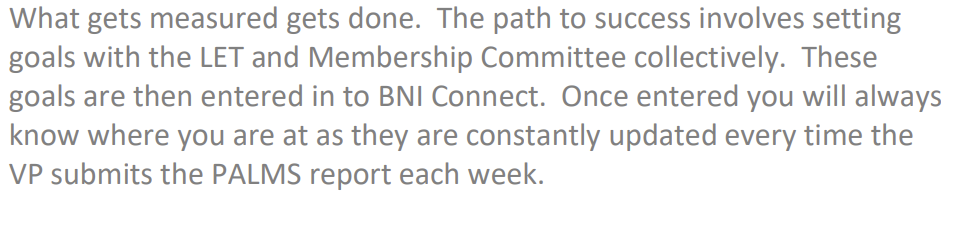 What gets measured gets done.  The path to success involves setting
goals with the LET and Membership Committee collectively.  These
goals are then entered in to BNI Connect.  Once entered you will always
know where you are at as they are constantly updated every time the
VP submits the PALMS report each week.